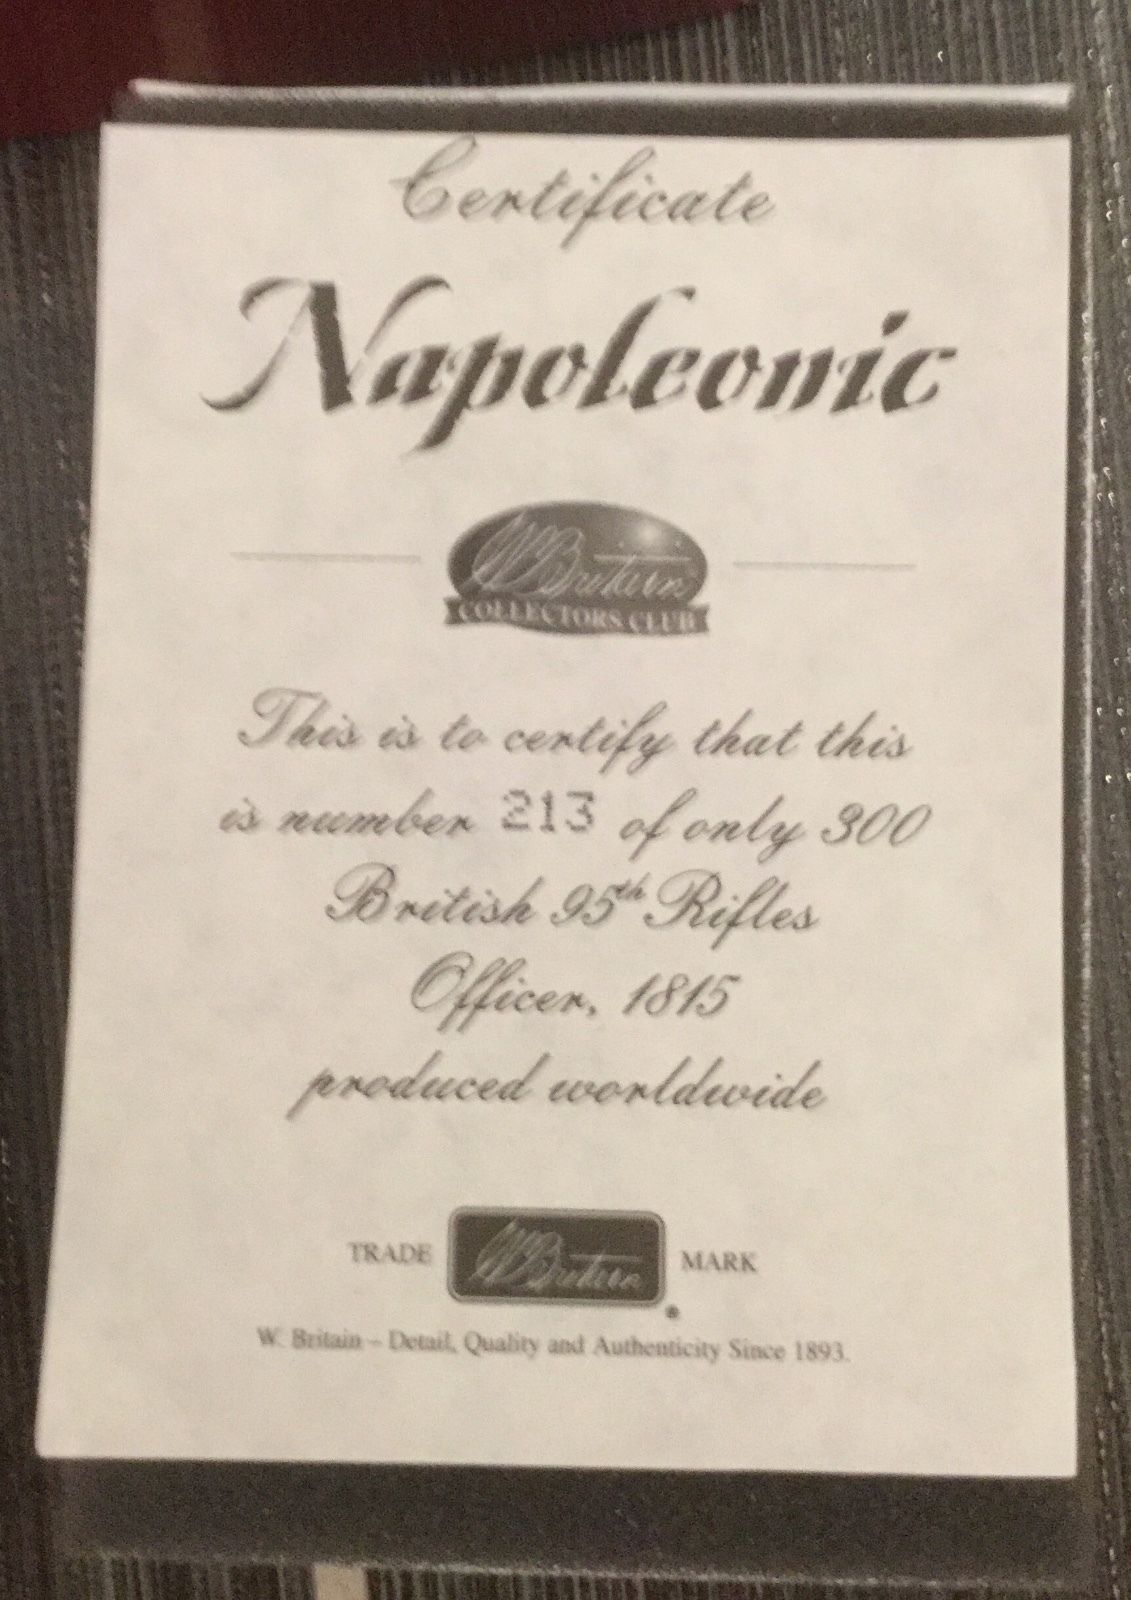 Certificate
Napoleonic
W. Britain
COLLECTORS CLUB
This is to certify that this
is number 213 of only 300
British 95th Rifles
Officer, 1815
produced worldwide
TRADE W. Britain MARK
W. Britain – Detail, Quality and Authenticity Since 1893.